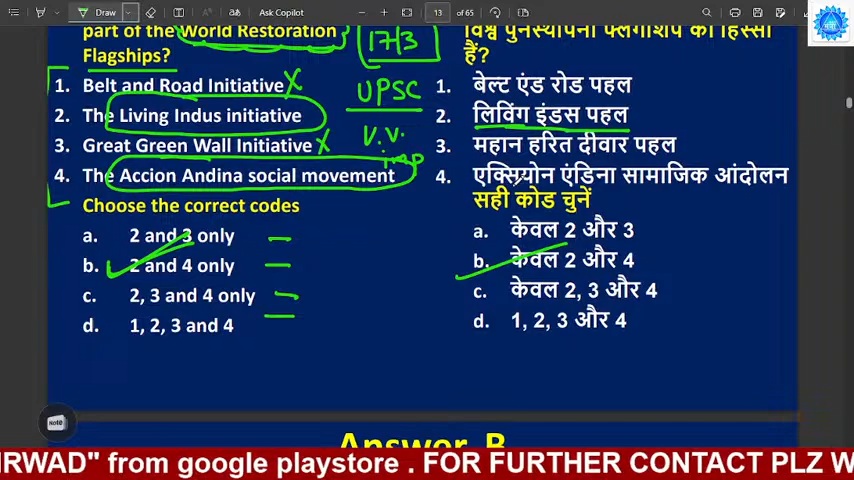 Draw
Ask Copilot
13 of 65
part of the World Restoration
Flagships?
1. Belt and Road Initiative X
2. The Living Indus initiative
3. Great Green Wall Initiative X
4. The Accion Andina social movement
Choose the correct codes
a. 2 and 3 only
b. 2 and 4 only
c. 2, 3 and 4 only
d. 1, 2, 3 and 4
17/3
UPSC
V.V.
imp
विश्व पुनर्स्थापना फ्लैगशिप का हिस्सा
हैं?
1. बेल्ट एंड रोड पहल
2. लिविंग इंडस पहल
3. महान हरित दीवार पहल
4. एक्सियोन एंडिना सामाजिक आंदोलन
सही कोड चुनें
a. केवल 2 और 3
b. केवल 2 और 4
c. केवल 2, 3 और 4
d. 1, 2, 3 और 4
Answer B
IRWAD" from google playstore . FOR FURTHER CONTACT PLZ W